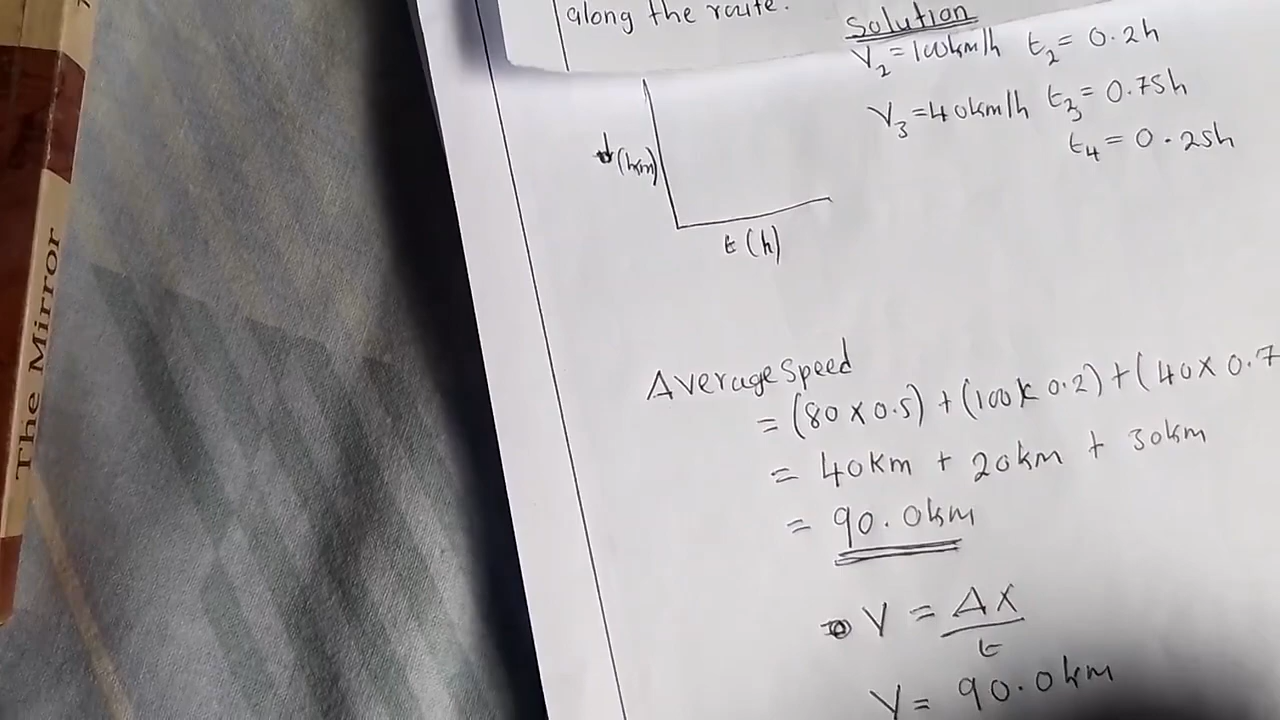 along the route.
Solution
V₂ = 100km/h t₂ = 0.2h
V₃ = 40km/h t₃ = 0.75h
t₄ = 0.25h
d (km)
t (h)
Average speed
= (80 x 0.5) + (100 x 0.2) + (40 x 0.7
= 40km + 20km + 30km
= 90.0km
V = Δx
t
V = 90.0km
The Mirror